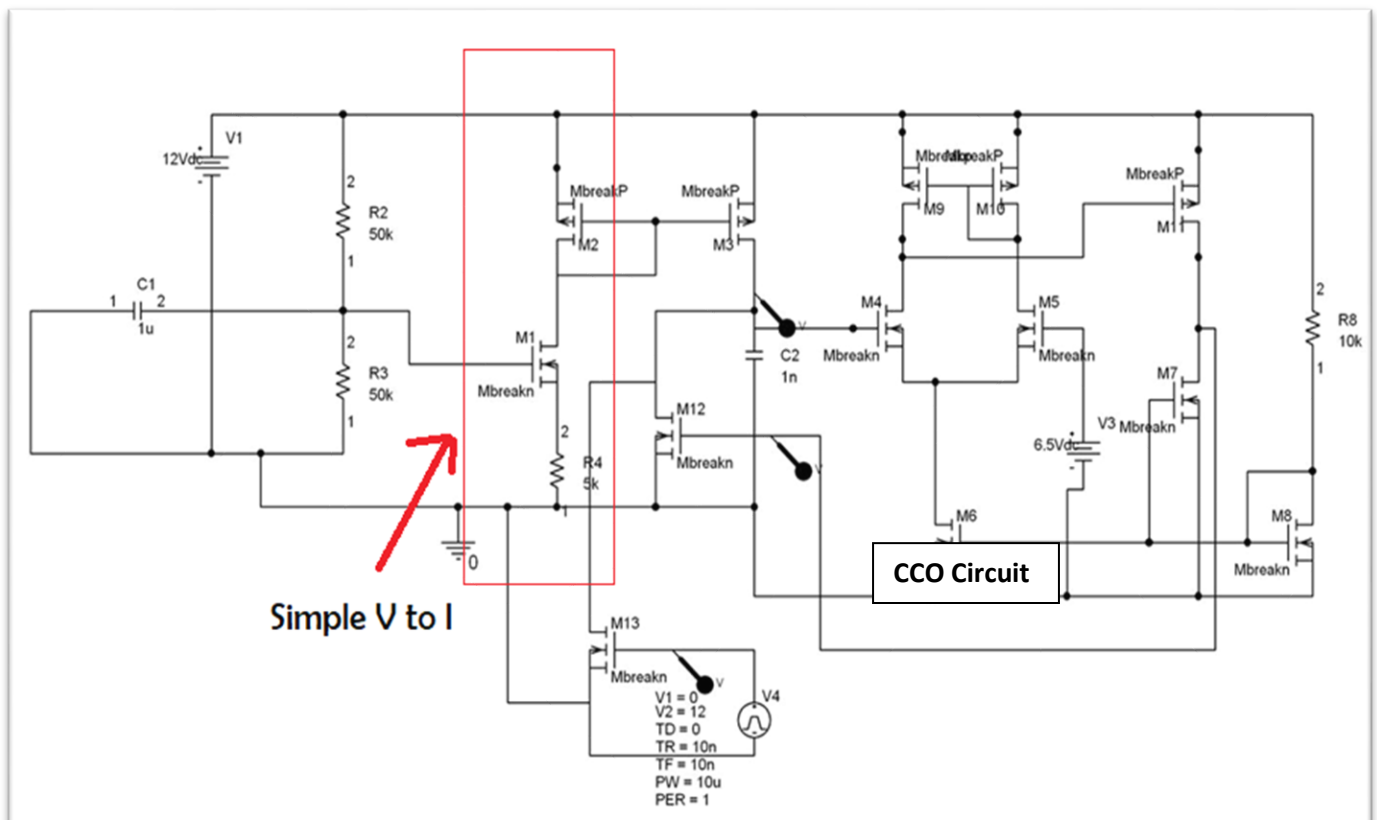 V1
12Vdc
2
R2
50k
1
C1
1
2
1u
2
R3
50k
1
MbreakP
M2
MbreakP
M3
M1
Mbreakn
2
R4
5k
1
0
Simple V to I
C2
1n
V
M12
Mbreakn
V
M13
Mbreakn
V
V1 = 0
V2 = 12
TD = 0
TR = 10n
TF = 10n
PW = 10u
PER = 1
V4
MbreakP
M9
M10
M4
Mbreakn
M5
Mbreakn
V3
6.5Vdc
M6
CCO Circuit
MbreakP
M11
M7
Mbreakn
M8
Mbreakn
2
R8
10k
1